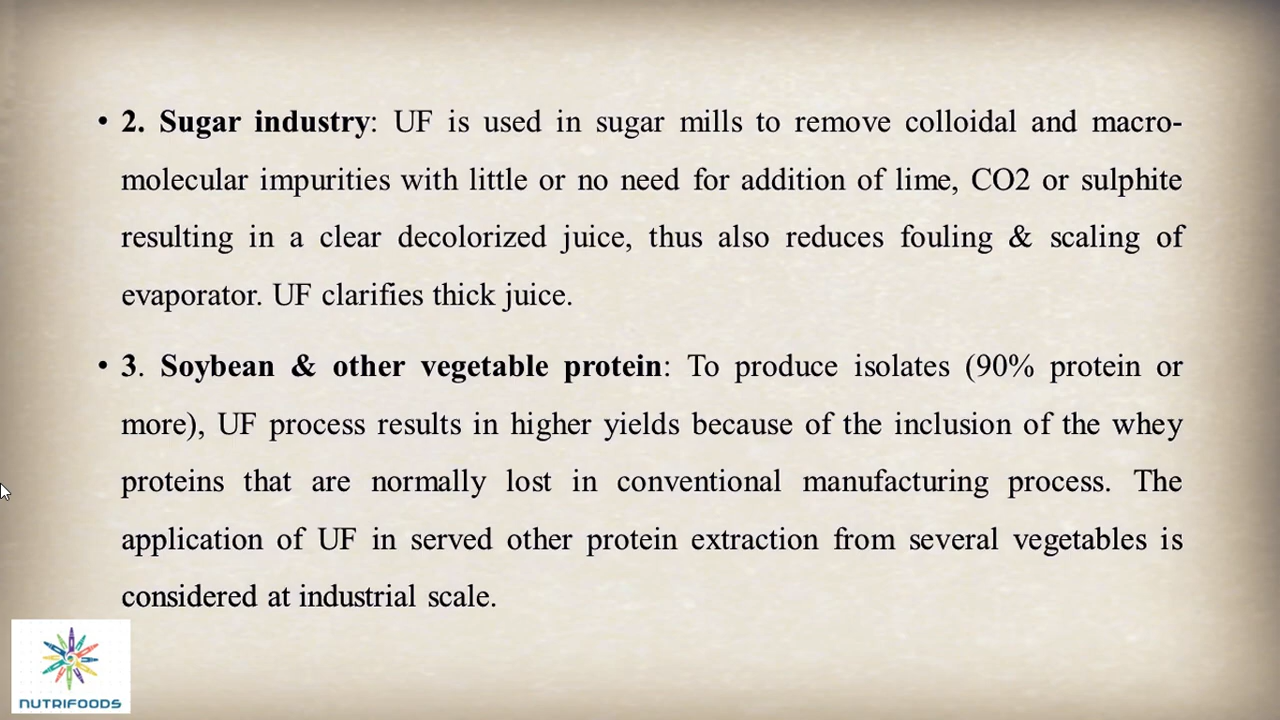 • 2. Sugar industry: UF is used in sugar mills to remove colloidal and macro-
molecular impurities with little or no need for addition of lime, CO2 or sulphite
resulting in a clear decolorized juice, thus also reduces fouling & scaling of
evaporator. UF clarifies thick juice.
• 3. Soybean & other vegetable protein: To produce isolates (90% protein or
more), UF process results in higher yields because of the inclusion of the whey
proteins that are normally lost in conventional manufacturing process. The
application of UF in served other protein extraction from several vegetables is
considered at industrial scale.
NUTRIFOODS